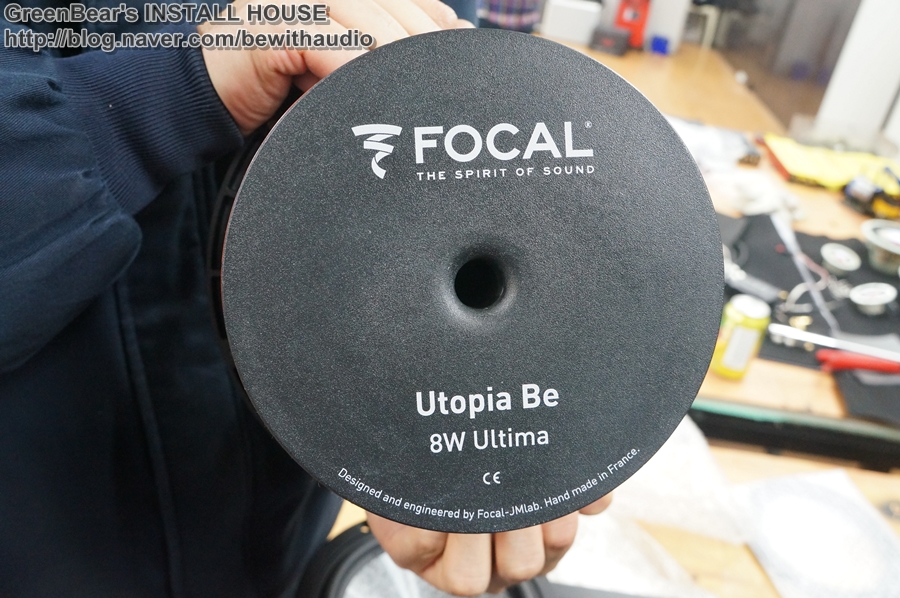 GreenBear's INSTALL HOUSE
http://blog.naver.com/bewithaudio
FOCAL®
THE SPIRIT OF SOUND
Utopia Be
8W Ultima
CE
Designed and engineered by Focal-JMlab. Hand made in France.